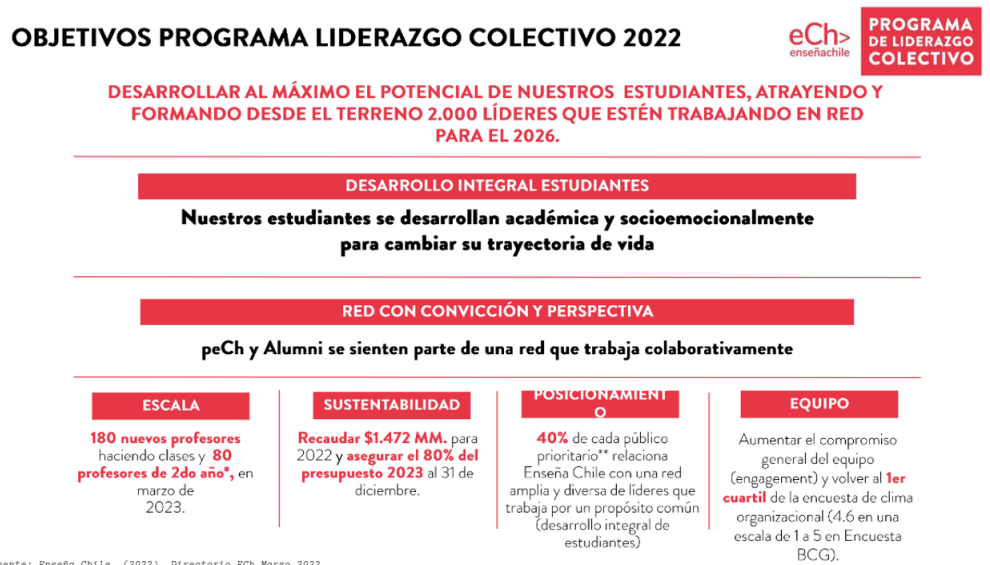 OBJETIVOS PROGRAMA LIDERAZGO COLECTIVO 2022
eCh>
enseñachile
PROGRAMA
DE LIDERAZGO
COLECTIVO
DESARROLLAR AL MÁXIMO EL POTENCIAL DE NUESTROS ESTUDIANTES, ATRAYENDO Y
FORMANDO DESDE EL TERRENO 2.000 LÍDERES QUE ESTÉN TRABAJANDO EN RED
PARA EL 2026.
DESARROLLO INTEGRAL ESTUDIANTES
Nuestros estudiantes se desarrollan académica y socioemocionalmente
para cambiar su trayectoria de vida
RED CON CONVICCIÓN Y PERSPECTIVA
peCh y Alumni se sienten parte de una red que trabaja colaborativamente
ESCALA
180 nuevos profesores
haciendo clases y 80
profesores de 2do año*, en
marzo de
2023.
SUSTENTABILIDAD
Recaudar $1.472 MM. para
2022 y asegurar el 80% del
presupuesto 2023 al 31 de
diciembre.
POSICIONAMIENT
O
40% de cada público
prioritario** relaciona
Enseña Chile con una red
amplia y diversa de líderes que
trabaja por un propósito común
(desarrollo integral de
estudiantes)
EQUIPO
Aumentar el compromiso
general del equipo
(engagement) y volver al 1er
cuartil de la encuesta de clima
organizacional (4.6 en una
escala de 1 a 5 en Encuesta
BCG).
Enseña Chile. (2022). Directorio ECh Marzo 2022